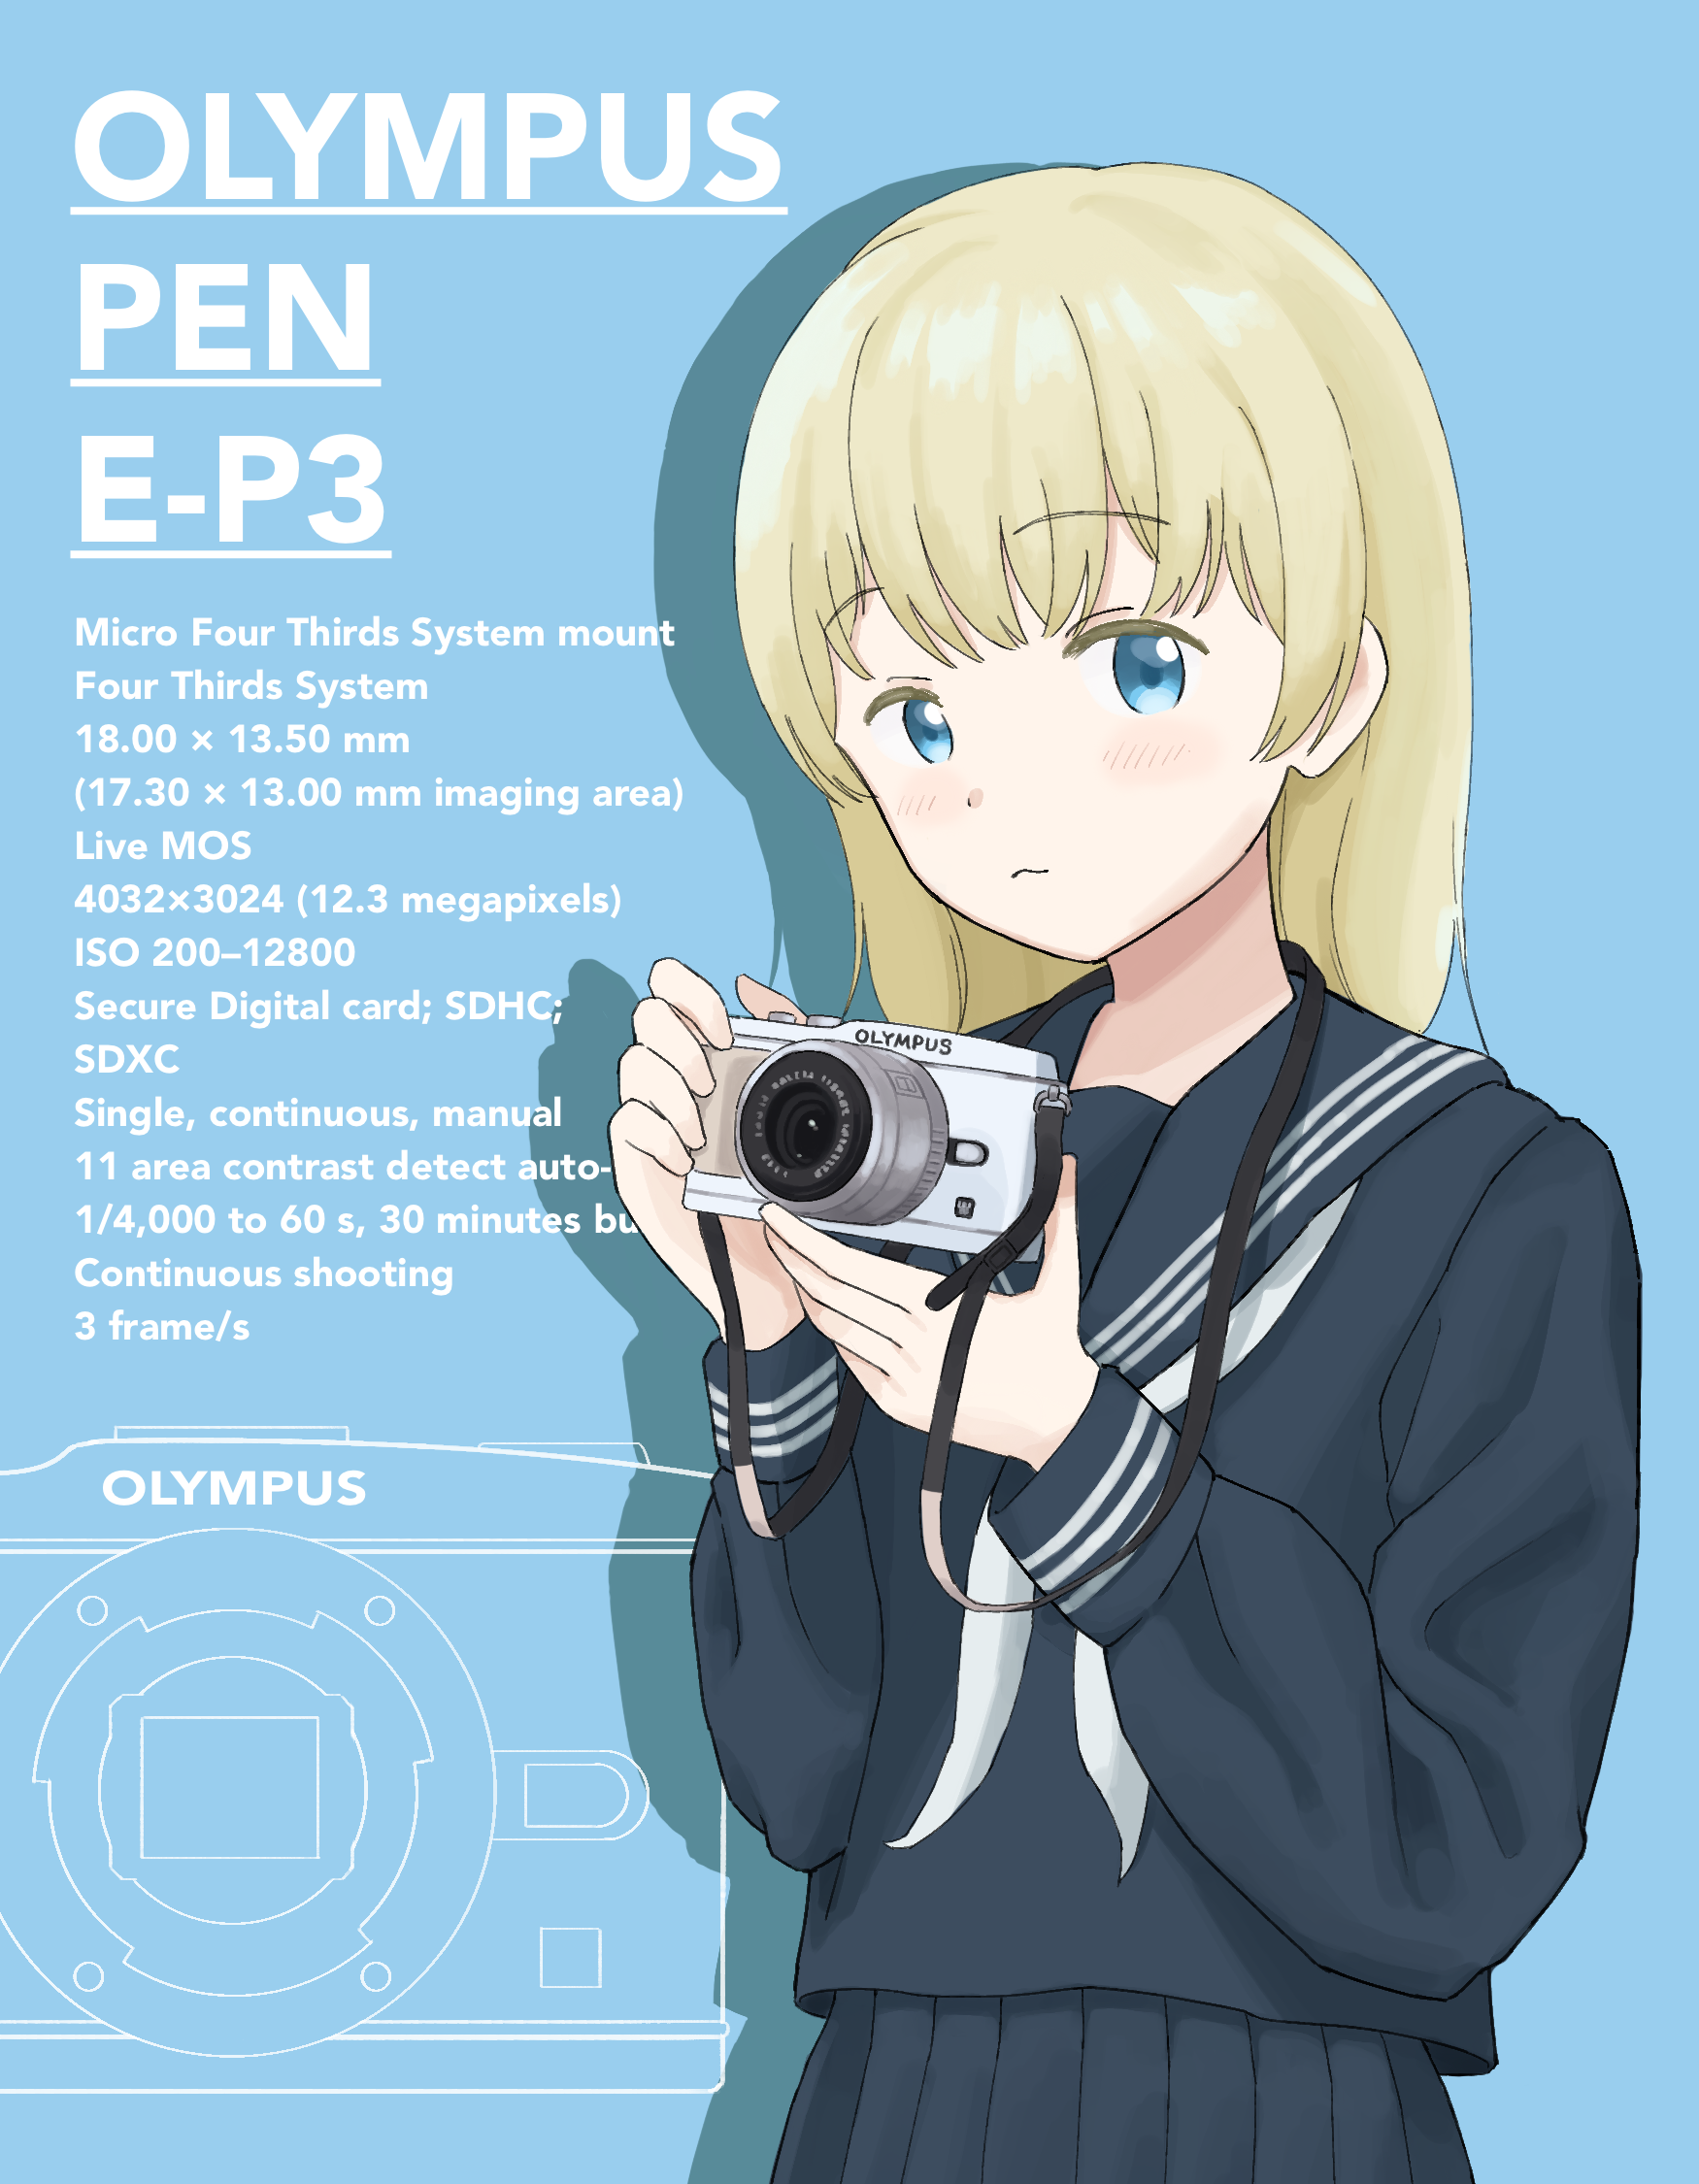 OLYMPUS
PEN
E-P3
Micro Four Thirds System mount
Four Thirds System
18.00 × 13.50 mm
(17.30 × 13.00 mm imaging area)
Live MOS
4032×3024 (12.3 megapixels)
ISO 200–12800
Secure Digital card; SDHC;
SDXC
Single, continuous, manual
11 area contrast detect auto-
1/4,000 to 60 s, 30 minutes bu
Continuous shooting
3 frame/s
OLYMPUS
OLYMPUS